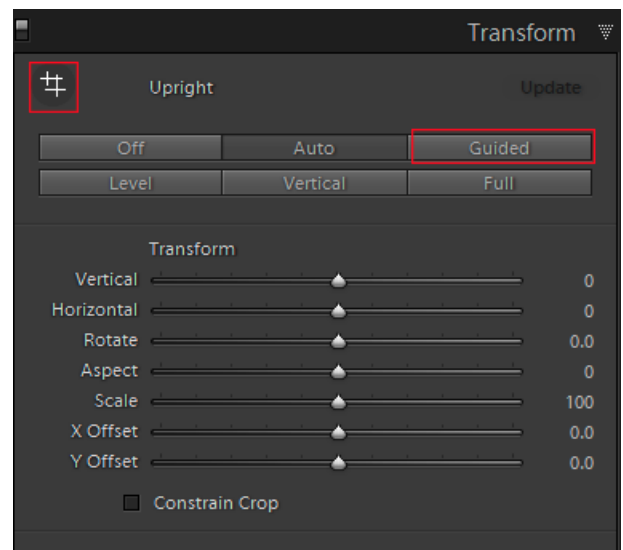 Transform
Upright Update
Off Auto Guided
Level Vertical Full
Transform
Vertical 0
Horizontal 0
Rotate 0.0
Aspect 0
Scale 100
X Offset 0.0
Y Offset 0.0
Constrain Crop